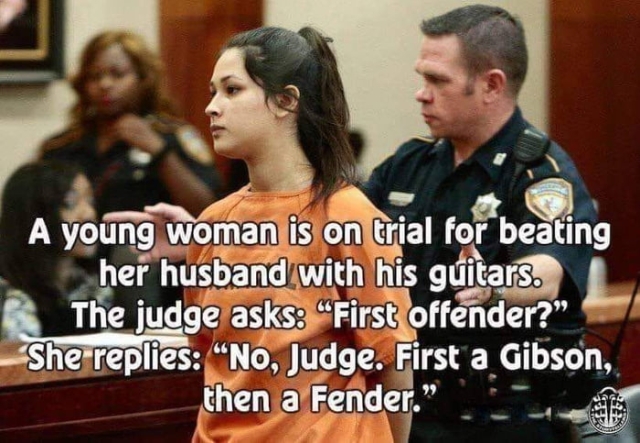 A young woman is on trial for beating
her husband with his guitars.
The judge asks: “First offender?”
She replies: “No, Judge. First a Gibson,
then a Fender.”